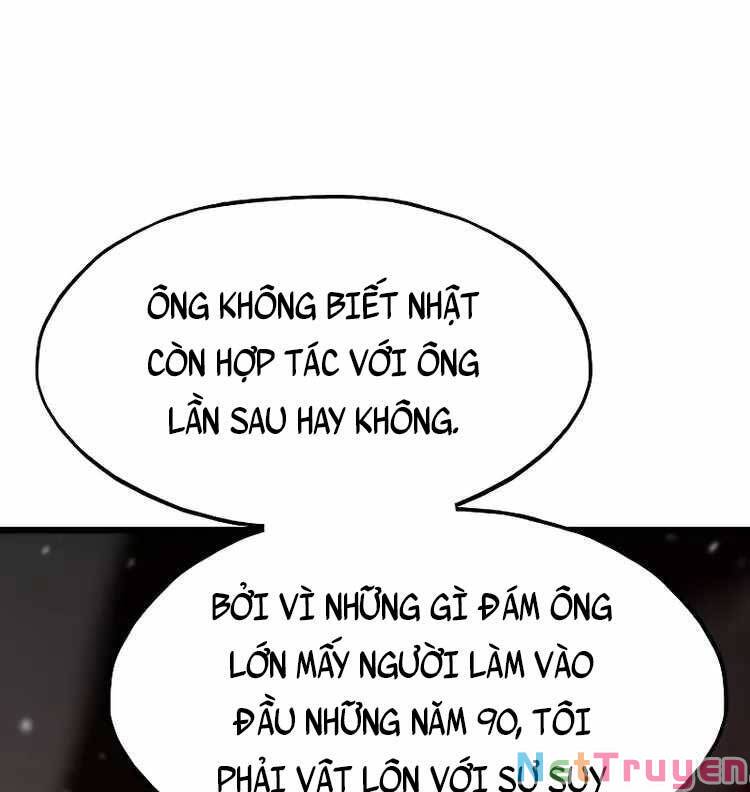 ÔNG KHÔNG BIẾT NHẬT
CÒN HỢP TÁC VỚI ÔNG
LẦN SAU HAY KHÔNG.
BỞI VÌ NHỮNG GÌ ĐÁM ÔNG
LỚN MẤY NGƯỜI LÀM VÀO
ĐẦU NHỮNG NĂM 90, TÔI
PHẢI VẬT LỘN VỚI SỰ SUY
NetTruyen